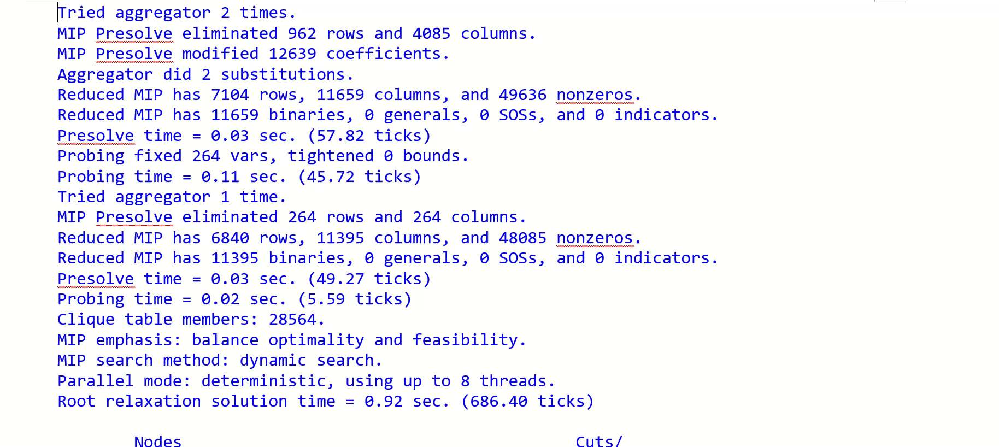 Tried aggregator 2 times.
MIP Presolve eliminated 962 rows and 4085 columns.
MIP Presolve modified 12639 coefficients.
Aggregator did 2 substitutions.
Reduced MIP has 7104 rows, 11659 columns, and 49636 nonzeros.
Reduced MIP has 11659 binaries, 0 generals, 0 SOSs, and 0 indicators.
Presolve time = 0.03 sec. (57.82 ticks)
Probing fixed 264 vars, tightened 0 bounds.
Probing time = 0.11 sec. (45.72 ticks)
Tried aggregator 1 time.
MIP Presolve eliminated 264 rows and 264 columns.
Reduced MIP has 6840 rows, 11395 columns, and 48085 nonzeros.
Reduced MIP has 11395 binaries, 0 generals, 0 SOSs, and 0 indicators.
Presolve time = 0.03 sec. (49.27 ticks)
Probing time = 0.02 sec. (5.59 ticks)
Clique table members: 28564.
MIP emphasis: balance optimality and feasibility.
MIP search method: dynamic search.
Parallel mode: deterministic, using up to 8 threads.
Root relaxation solution time = 0.92 sec. (686.40 ticks)
Nodes Cuts/